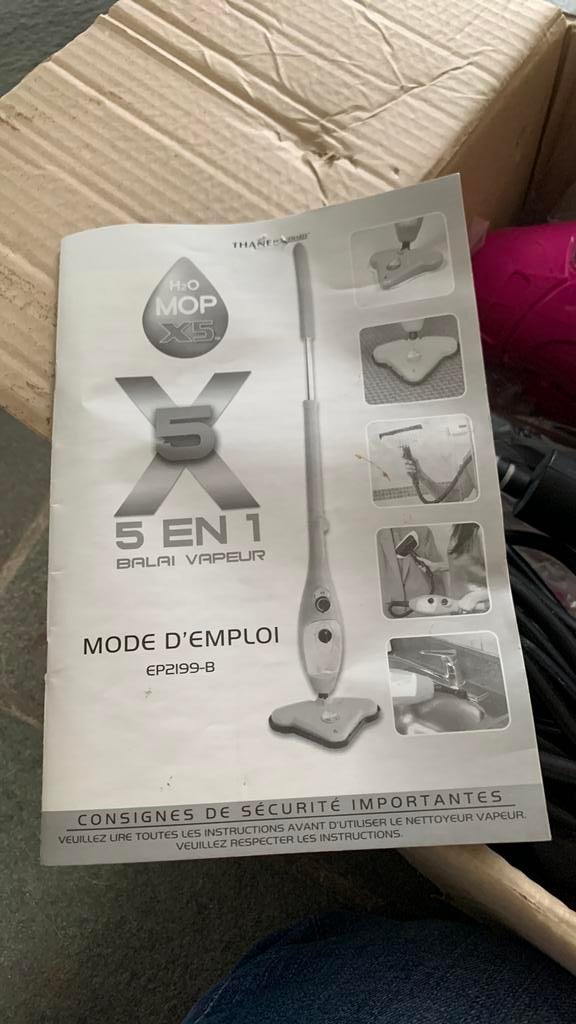 THANE
H₂O
MOP
X5
X
5
5 EN 1
BALAI VAPEUR
MODE D'EMPLOI
EP2199-B
CONSIGNES DE SÉCURITÉ IMPORTANTES
VEUILLEZ LIRE TOUTES LES INSTRUCTIONS AVANT D'UTILISER LE NETTOYEUR VAPEUR.
VEUILLEZ RESPECTER LES INSTRUCTIONS.